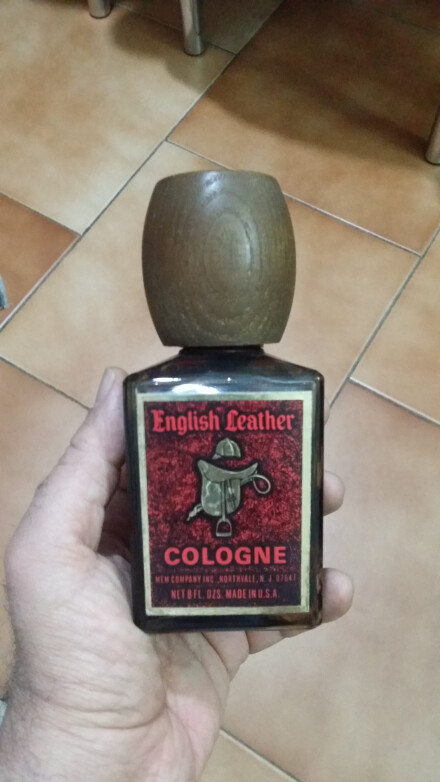 English Leather
COLOGNE
MEM COMPANY INC., NORTHVALE, N. J. 07647
NET 8 FL. OZS. MADE IN U.S.A.